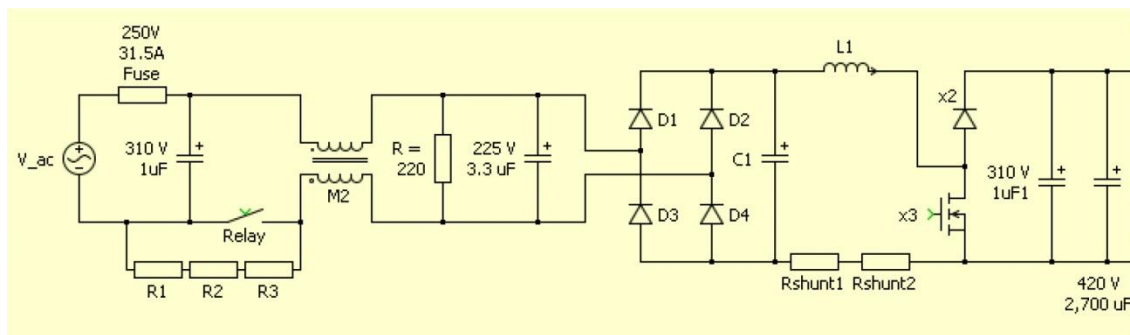 250V
31.5A
Fuse
V_ac
310 V
1uF
Relay
R1
R2
R3
M2
R =
220
225 V
3.3 uF
D1
D2
D3
D4
C1
L1
Rshunt1
Rshunt2
x2
x3
310 V
1uF1
420 V
2,700 uF